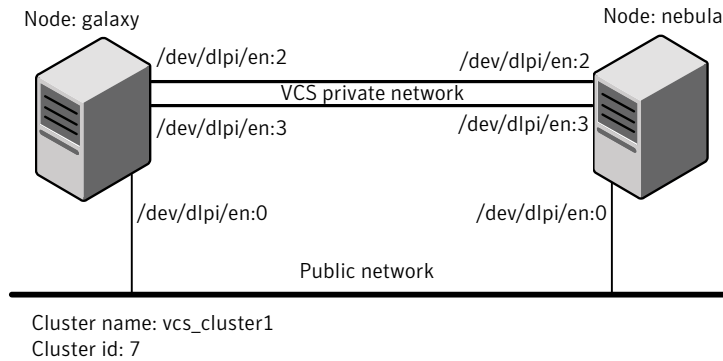 Node: galaxy
Node: nebula
/dev/dlpi/en:2
/dev/dlpi/en:2
VCS private network
/dev/dlpi/en:3
/dev/dlpi/en:3
/dev/dlpi/en:0
/dev/dlpi/en:0
Public network
Cluster name: vcs_cluster1
Cluster id: 7